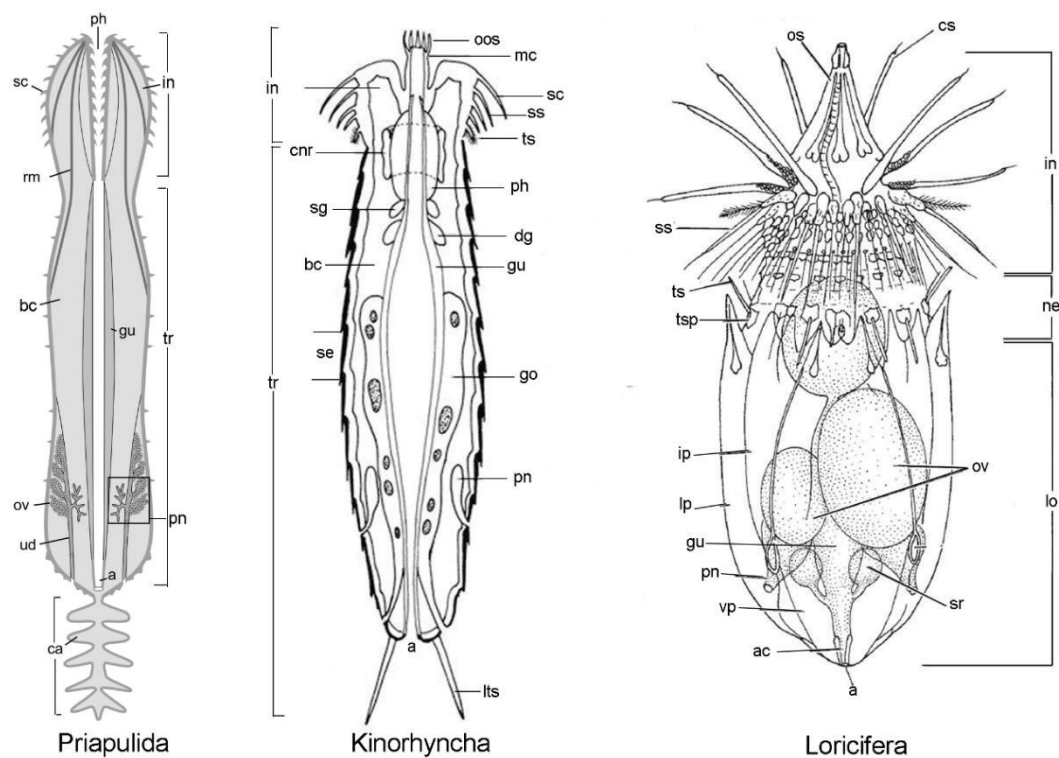 ph
sc
in
rm
bc
gu
tr
ov
pn
ud
a
ca
Priapulida
oos
mc
in
sc
ss
ts
cnr
ph
sg
dg
bc
gu
se
go
tr
pn
a
lts
Kinorhyncha
os
cs
in
ss
ts
ne
tsp
ip
ov
lp
lo
gu
pn
sr
vp
ac
a
Loricifera